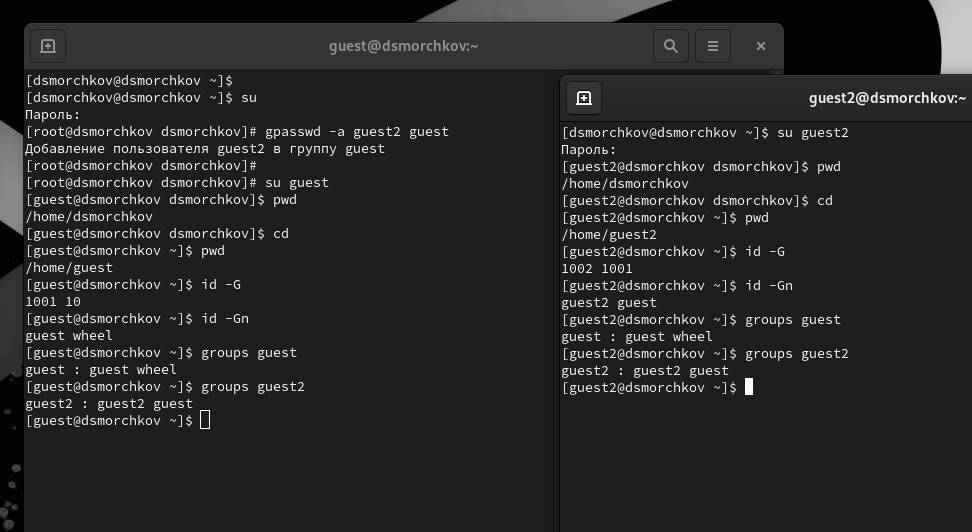 guest@dsmorchkov:~
[dsmorchkov@dsmorchkov ~]$
[dsmorchkov@dsmorchkov ~]$ su
Пароль:
[root@dsmorchkov dsmorchkov]# gpasswd -a guest2 guest
Добавление пользователя guest2 в группу guest
[root@dsmorchkov dsmorchkov]#
[root@dsmorchkov dsmorchkov]# su guest
[guest@dsmorchkov dsmorchkov]$ pwd
/home/dsmorchkov
[guest@dsmorchkov dsmorchkov]$ cd
[guest@dsmorchkov ~]$ pwd
/home/guest
[guest@dsmorchkov ~]$ id -G
1001 10
[guest@dsmorchkov ~]$ id -Gn
guest wheel
[guest@dsmorchkov ~]$ groups guest
guest : guest wheel
[guest@dsmorchkov ~]$ groups guest2
guest2 : guest2 guest
[guest@dsmorchkov ~]$
guest2@dsmorchkov:~
[dsmorchkov@dsmorchkov ~]$ su guest2
Пароль:
[guest2@dsmorchkov dsmorchkov]$ pwd
/home/dsmorchkov
[guest2@dsmorchkov dsmorchkov]$ cd
[guest2@dsmorchkov ~]$ pwd
/home/guest2
[guest2@dsmorchkov ~]$ id -G
1002 1001
[guest2@dsmorchkov ~]$ id -Gn
guest2 guest
[guest2@dsmorchkov ~]$ groups guest
guest : guest wheel
[guest2@dsmorchkov ~]$ groups guest2
guest2 : guest2 guest
[guest2@dsmorchkov ~]$